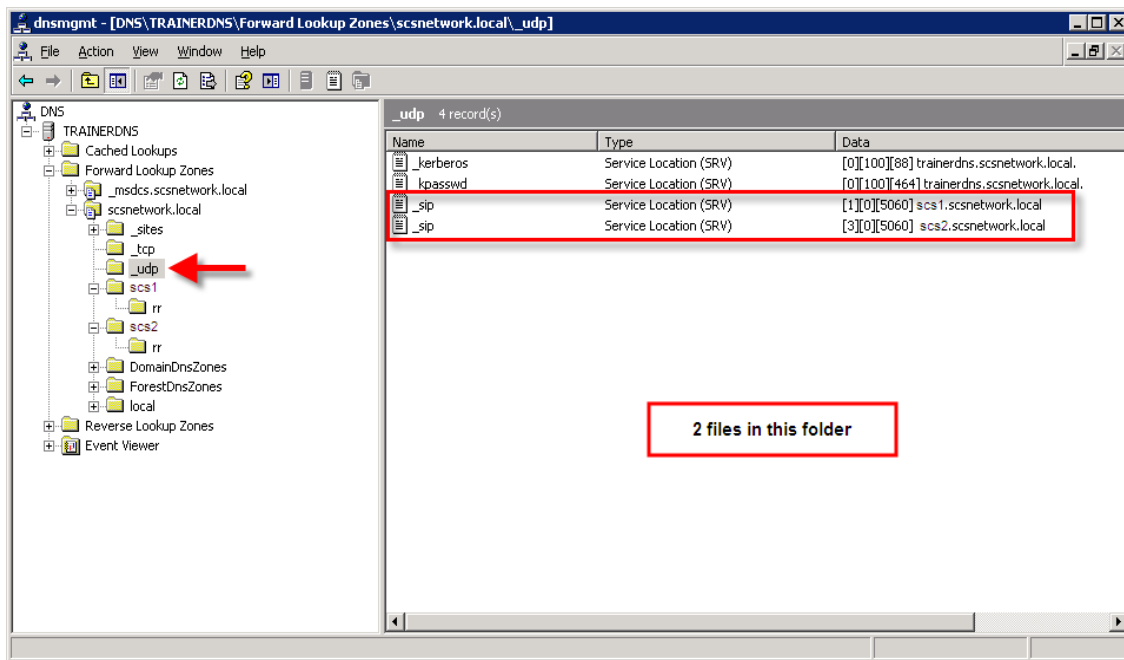 dnsmgmt - [DNS\TRAINERDNS\Forward Lookup Zones\scsnetwork.local\_udp]
File Action View Window Help
DNS
TRAINERDNS
Cached Lookups
Forward Lookup Zones
_msdcs.scsnetwork.local
scsnetwork.local
_sites
_tcp
_udp
scs1
rr
scs2
rr
DomainDnsZones
ForestDnsZones
local
Reverse Lookup Zones
Event Viewer
_udp 4 record(s)
Name Type Data
_kerberos Service Location (SRV) [0][100][88] trainerdns.scsnetwork.local.
_kpasswd Service Location (SRV) [0][100][464] trainerdns.scsnetwork.local.
_sip Service Location (SRV) [1][0][5060] scs1.scsnetwork.local
_sip Service Location (SRV) [3][0][5060] scs2.scsnetwork.local
2 files in this folder